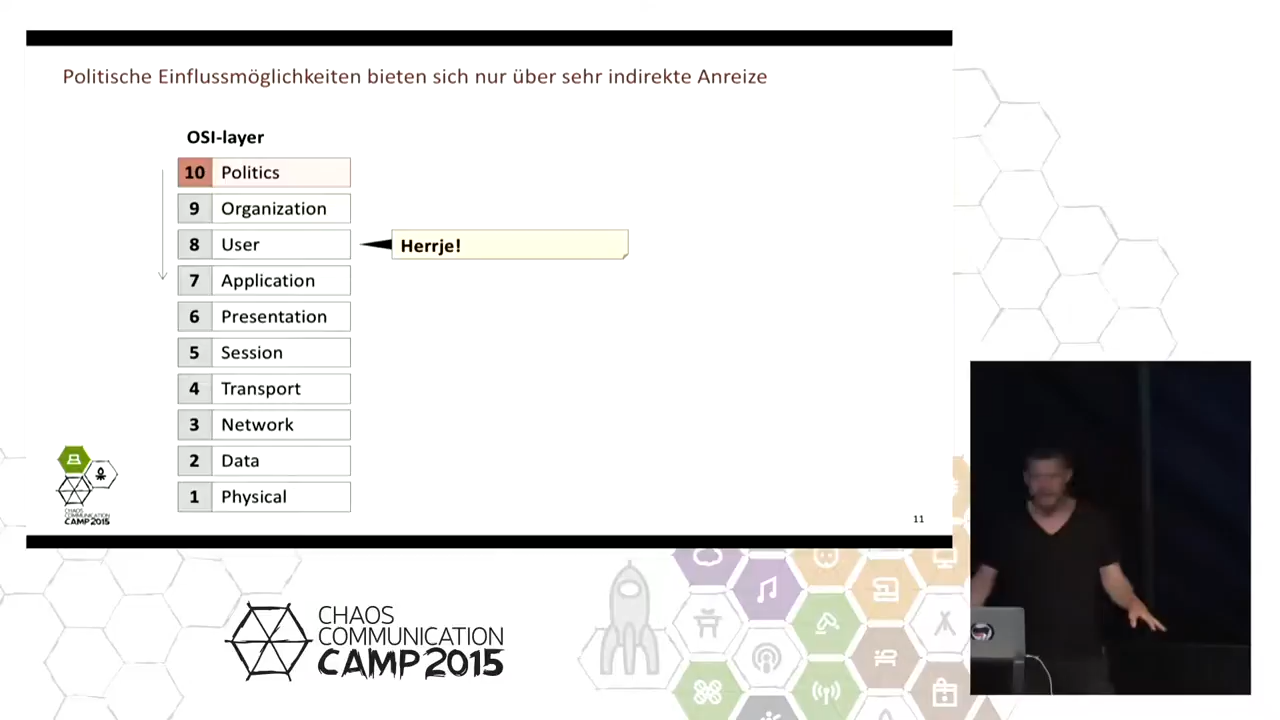 Politische Einflussmöglichkeiten bieten sich nur über sehr indirekte Anreize
OSI-layer
10 Politics
9 Organization
8 User
Herrje!
7 Application
6 Presentation
5 Session
4 Transport
3 Network
2 Data
1 Physical
CHAOS
COMMUNICATION
CAMP 2015
11
CHAOS
COMMUNICATION
CAMP 2015